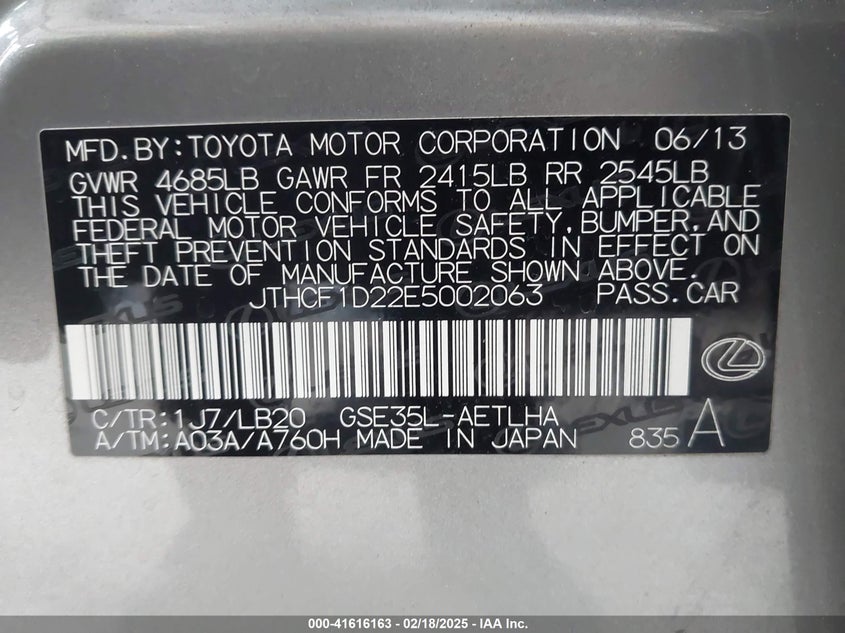 MFD.BY:TOYOTA MOTOR CORPORATION 06/13
GVWR 4685LB GAWR FR 2415LB RR 2545LB
THIS VEHICLE CONFORMS TO ALL APPLICABLE
FEDERAL MOTOR VEHICLE SAFETY,BUMPER,AND
THEFT PREVENTION STANDARDS IN EFFECT ON
THE DATE OF MANUFACTURE SHOWN ABOVE.
JTHCF1D22E5002063 PASS.CAR
C/TR:1J7/LB20 GSE35L-AETLHA
A/TM:A03A/A760H MADE IN JAPAN 835 A
000-41616163 - 02/18/2025 - IAA Inc.